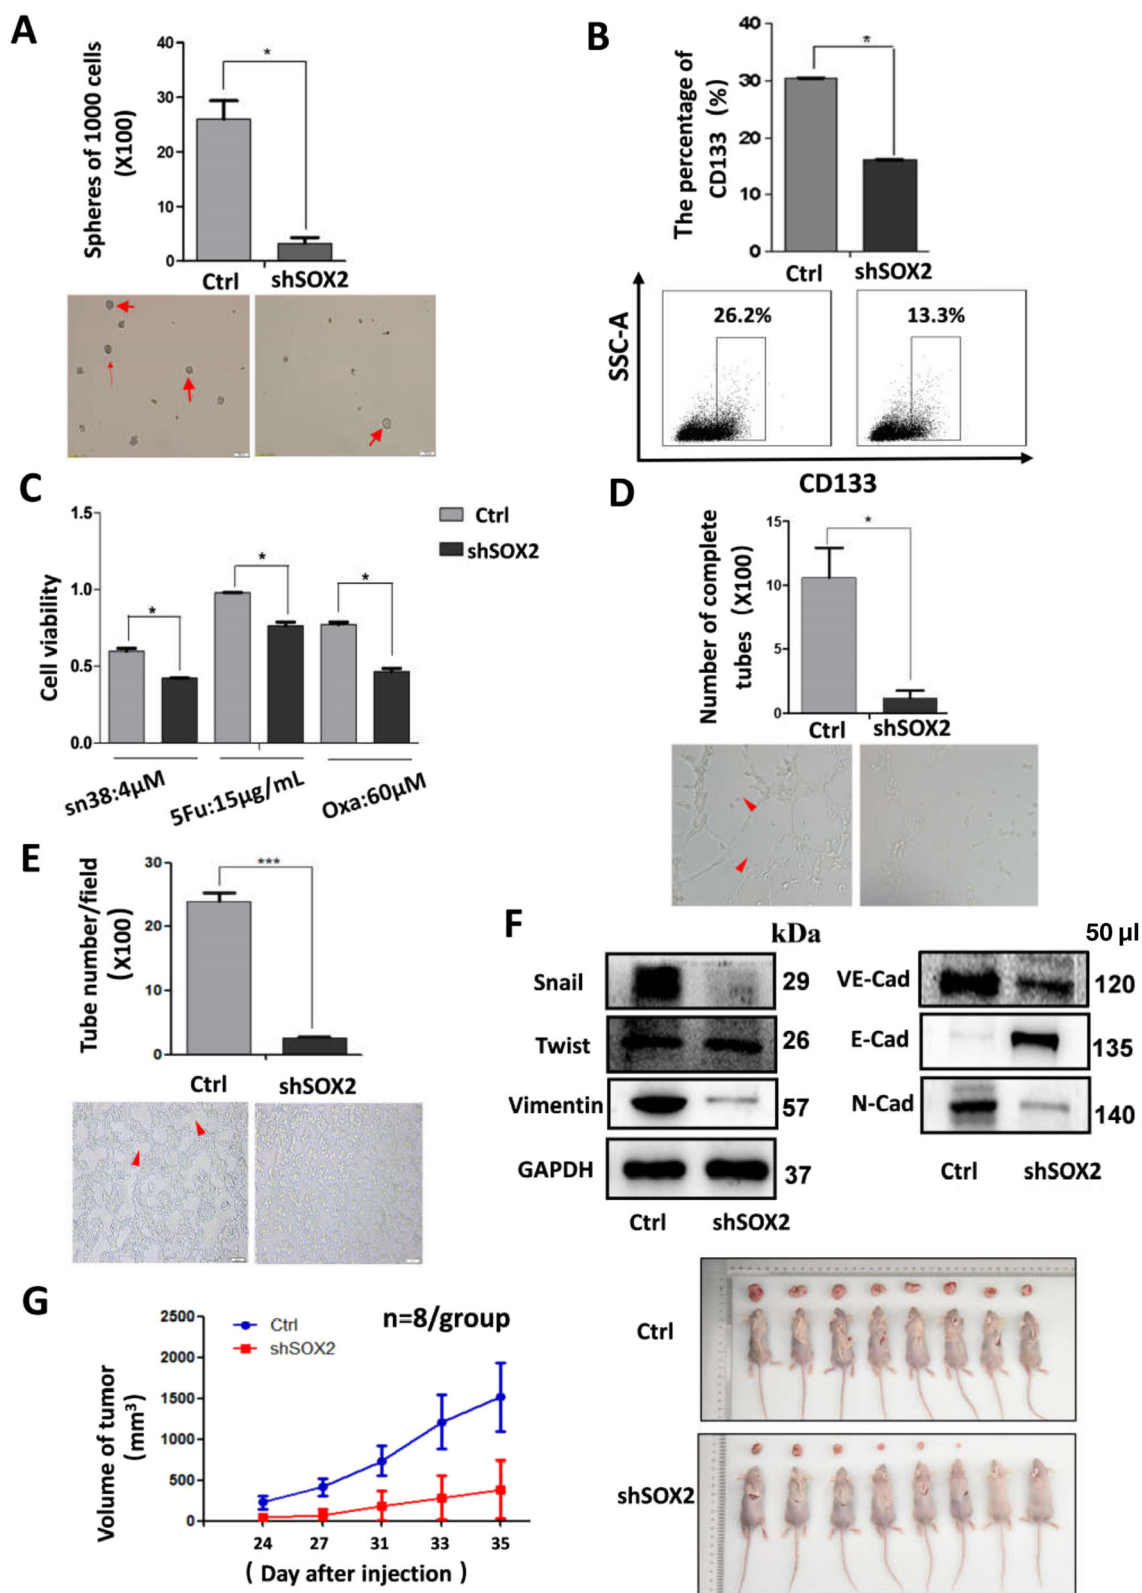 A
Spheres of 1000 cells
(X100)
40
30
20
10
0
*
Ctrl
shSOX2
B
The percentage of
CD133 (%)
40
30
20
10
0
*
Ctrl
shSOX2
SSC-A
26.2%
13.3%
CD133
C
Cell viability
1.5
1.0
0.5
0.0
*
*
*
Ctrl
shSOX2
sn38:4μM
5Fu:15μg/mL
Oxa:60μM
D
Number of complete
tubes (X100)
15
10
5
0
*
Ctrl
shSOX2
E
Tube number/field
(X100)
30
20
10
0
***
Ctrl
shSOX2
F
kDa
Snail
29
Twist
26
Vimentin
57
GAPDH
37
Ctrl
shSOX2
50 μl
VE-Cad
120
E-Cad
135
N-Cad
140
Ctrl
shSOX2
G
Volume of tumor
(mm³)
2500
2000
1500
1000
500
0
Ctrl
shSOX2
n=8/group
24
27
31
33
35
( Day after injection )
Ctrl
shSOX2